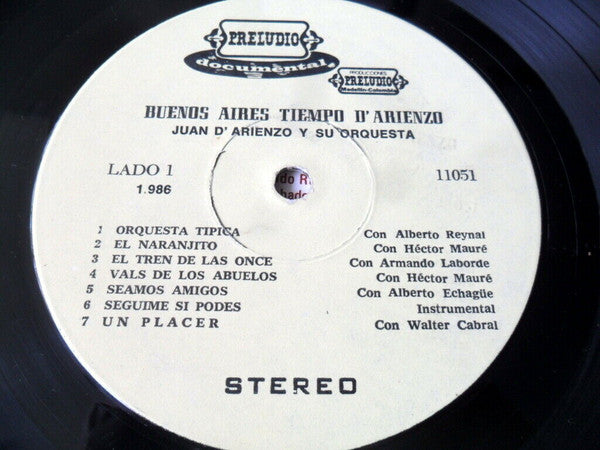 PRELUDIO
documental
PRODUCCIONES
PRELUDIO
Medellín-Colombia
BUENOS AIRES TIEMPO D'ARIENZO
JUAN D'ARIENZO Y SU ORQUESTA
LADO 1
1.986
11051
1 ORQUESTA TIPICA Con Alberto Reynal
2 EL NARANJITO Con Héctor Mauré
3 EL TREN DE LAS ONCE Con Armando Laborde
4 VALS DE LOS ABUELOS Con Héctor Mauré
5 SEAMOS AMIGOS Con Alberto Echagüe
6 SEGUIME SI PODES Instrumental
7 UN PLACER Con Walter Cabral
STEREO